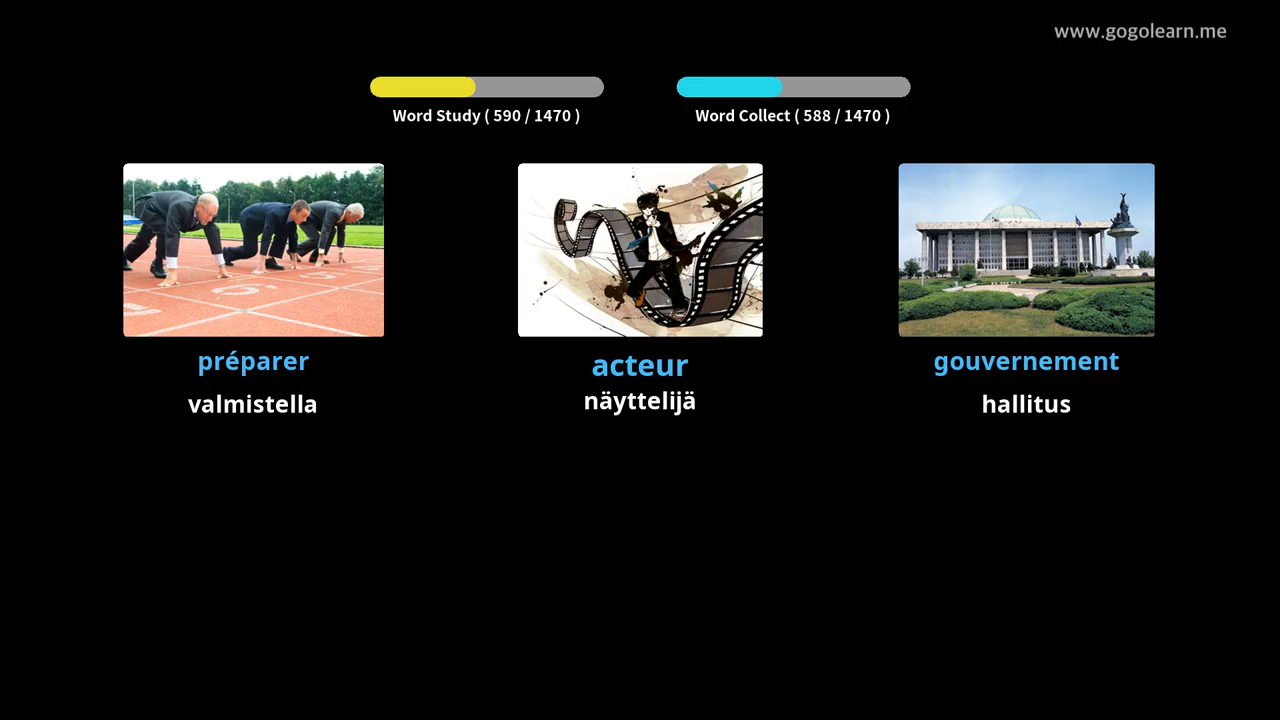 www.gogolearn.me
Word Study ( 590 / 1470 )
Word Collect ( 588 / 1470 )
préparer
acteur
gouvernement
valmistella
näyttelijä
hallitus